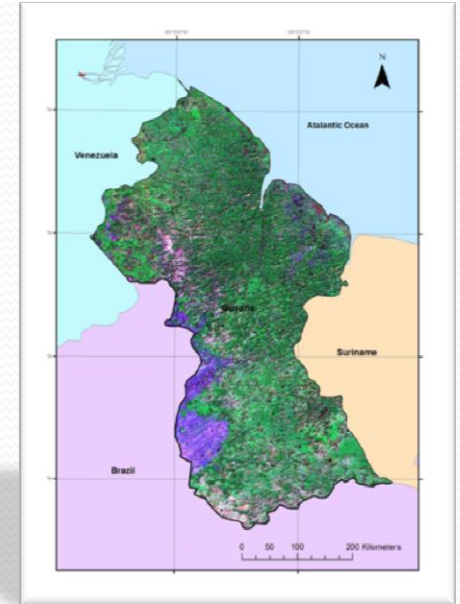 N
Atalantic Ocean
Venezuela
Guyana
Suriname
Brazil
0 50 100 200 Kilometers